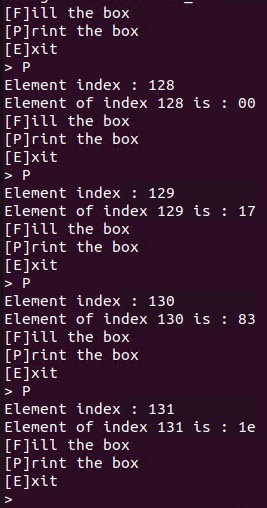 [F]ill the box
[P]rint the box
[E]xit
> P
Element index : 128
Element of index 128 is : 00
[F]ill the box
[P]rint the box
[E]xit
> P
Element index : 129
Element of index 129 is : 17
[F]ill the box
[P]rint the box
[E]xit
> P
Element index : 130
Element of index 130 is : 83
[F]ill the box
[P]rint the box
[E]xit
> P
Element index : 131
Element of index 131 is : 1e
[F]ill the box
[P]rint the box
[E]xit
>